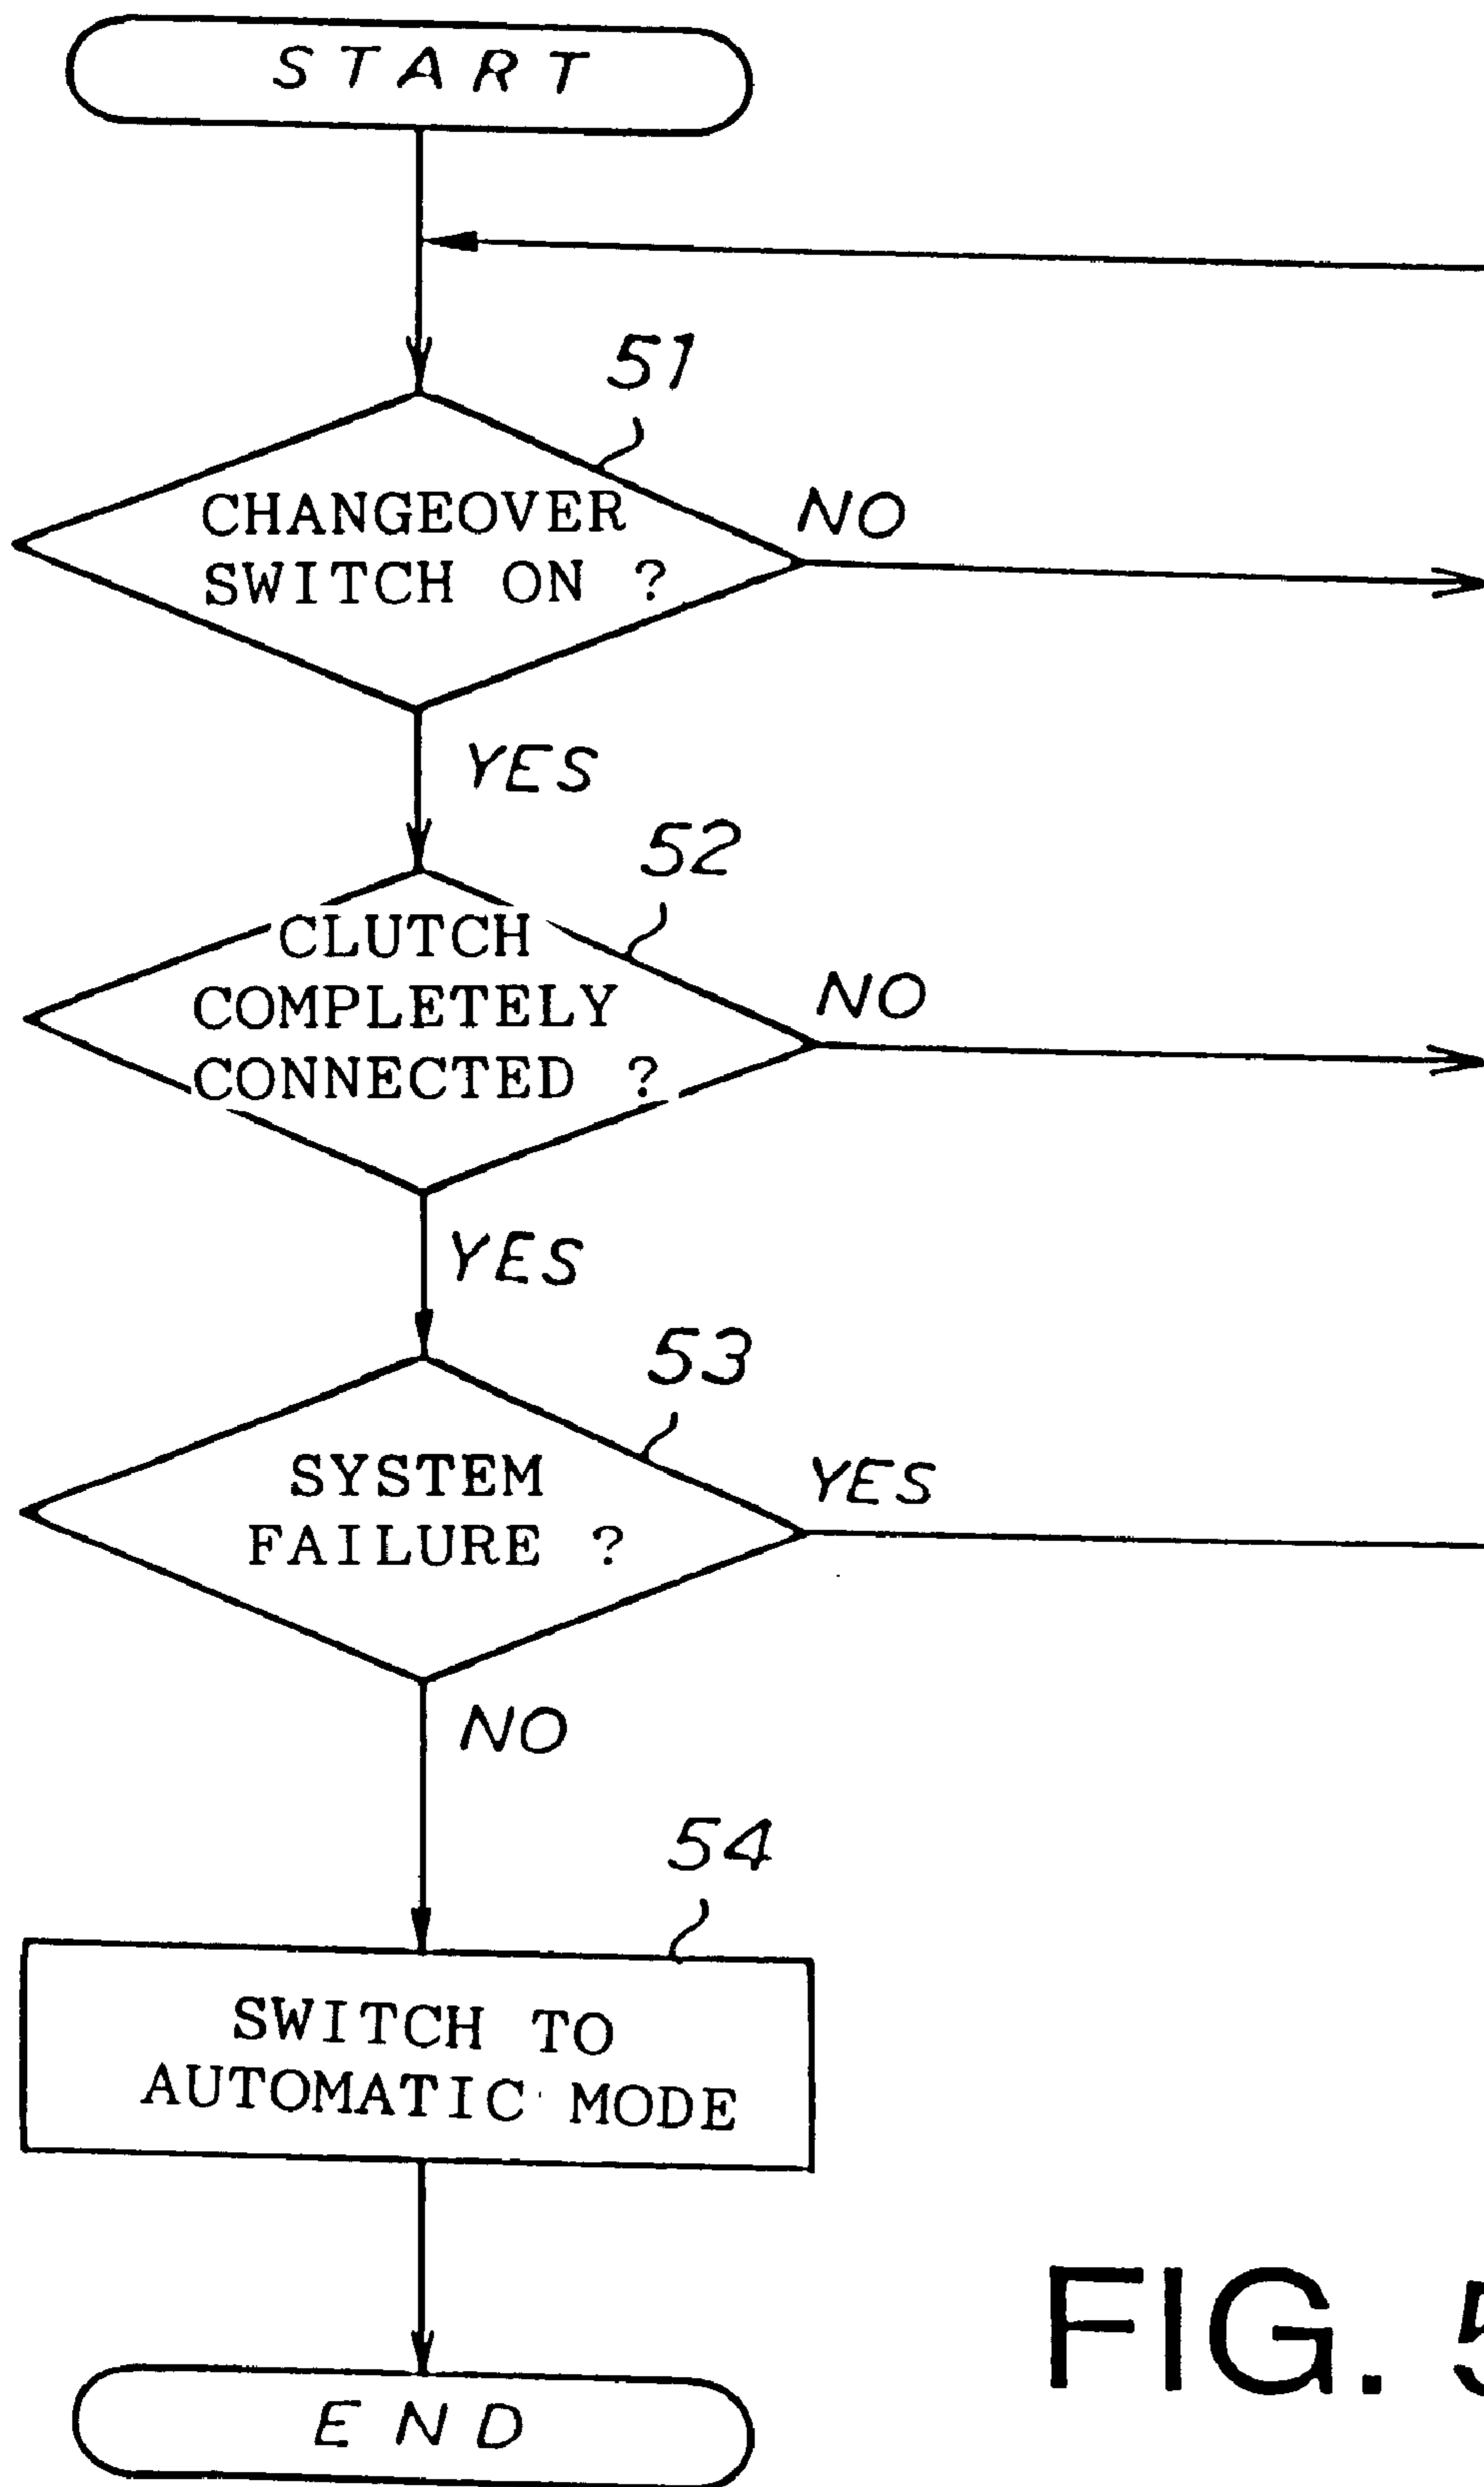 START
51
CHANGEOVER
SWITCH ON ?
NO
YES
52
CLUTCH
COMPLETELY
CONNECTED ?
NO
YES
53
SYSTEM
FAILURE ?
YES
NO
54
SWITCH TO
AUTOMATIC MODE
END
FIG. 5